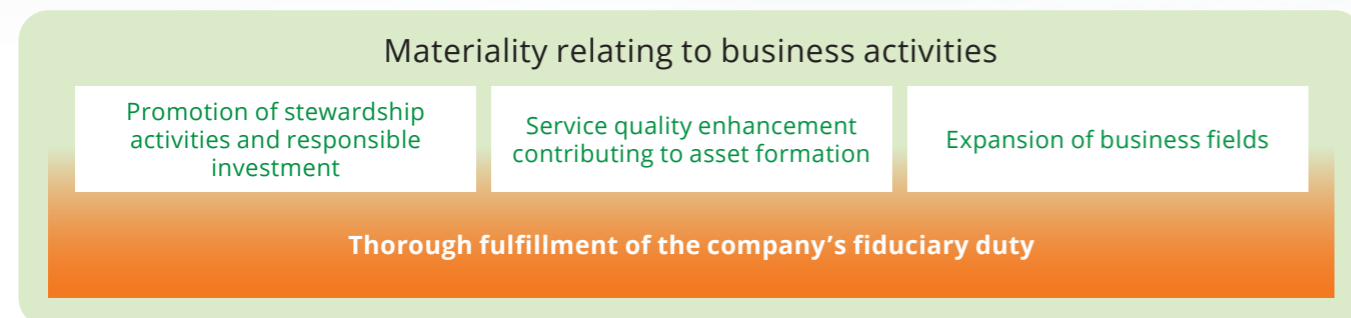 Materiality relating to business activities
Promotion of stewardship
activities and responsible
investment
Service quality enhancement
contributing to asset formation
Expansion of business fields
Thorough fulfillment of the company’s fiduciary duty